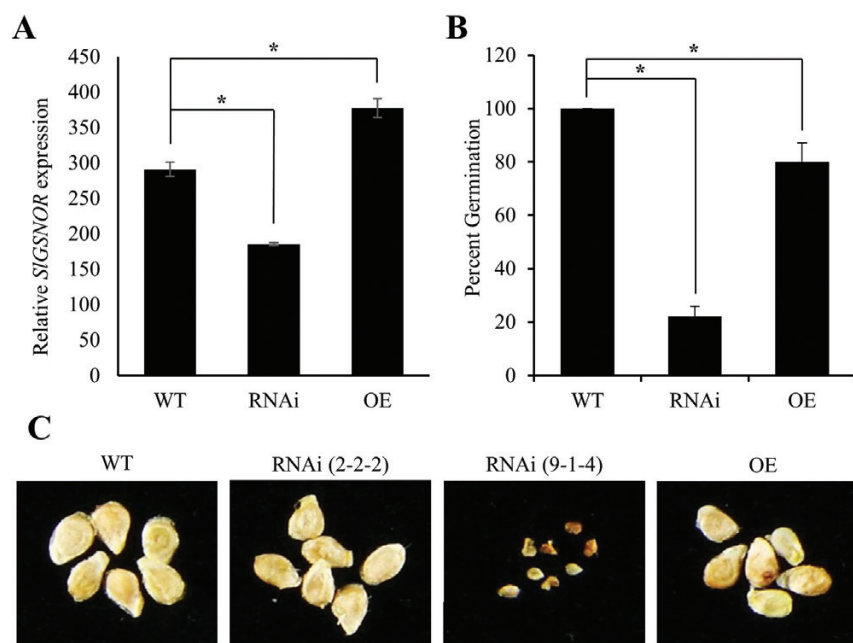 A
B
Relative SlGSNOR expression
450
400
350
300
250
200
150
100
50
0
*
*
WT RNAi OE
Percent Germination
120
100
80
60
40
20
0
*
*
WT RNAi OE
C
WT RNAi (2-2-2) RNAi (9-1-4) OE